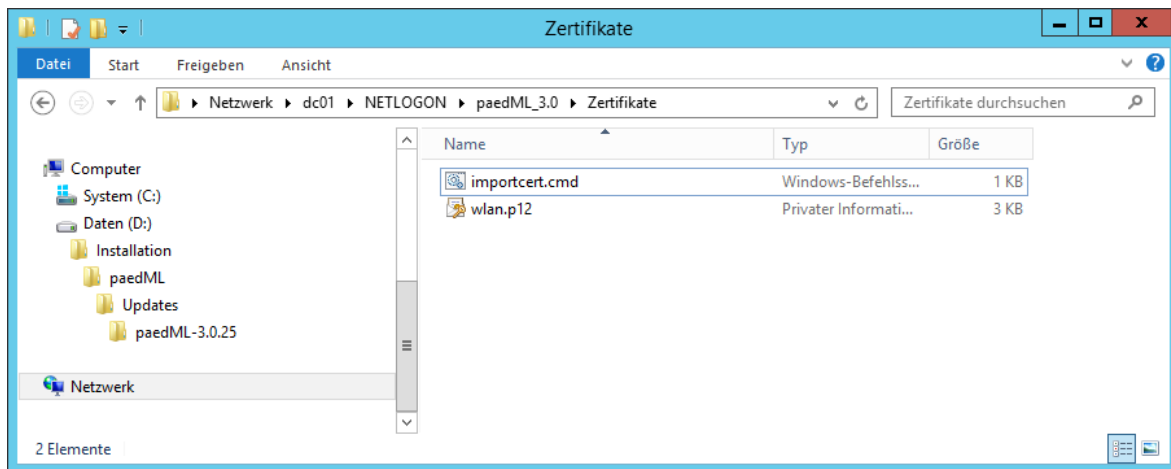 Zertifikate
Datei Start Freigeben Ansicht
Netzwerk ▸ dc01 ▸ NETLOGON ▸ paedML_3.0 ▸ Zertifikate
Zertifikate durchsuchen
Name Typ Größe
importcert.cmd Windows-Befehlss... 1 KB
wlan.p12 Privater Informati... 3 KB
Computer
System (C:)
Daten (D:)
Installation
paedML
Updates
paedML-3.0.25
Netzwerk
2 Elemente